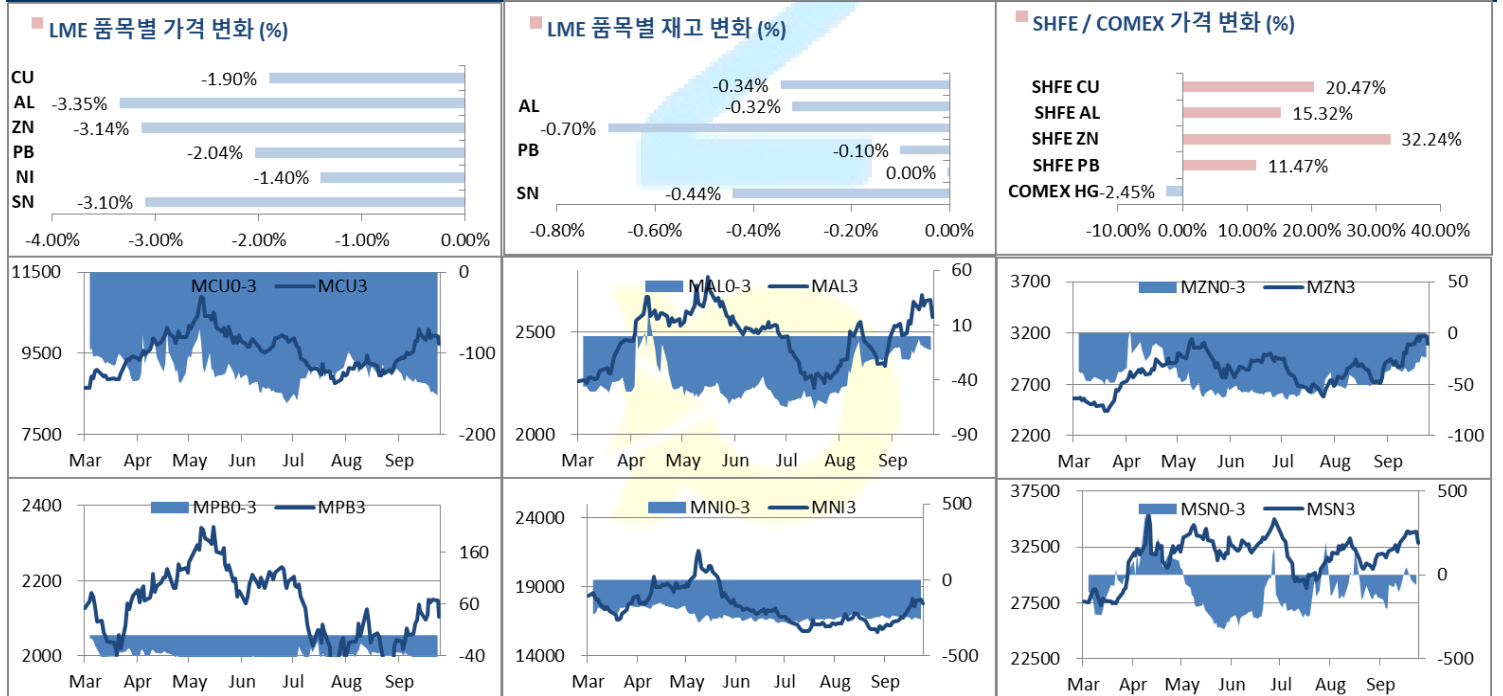 LME 품목별 가격 변화 (%)
CU
-1.90%
AL
-3.35%
ZN
-3.14%
PB
-2.04%
NI
-1.40%
SN
-3.10%
-4.00% -3.00% -2.00% -1.00% 0.00%
LME 품목별 재고 변화 (%)
-0.34%
AL
-0.32%
-0.70%
PB
-0.10%
0.00%
SN
-0.44%
-0.80% -0.60% -0.40% -0.20% 0.00%
SHFE / COMEX 가격 변화 (%)
SHFE CU 20.47%
SHFE AL 15.32%
SHFE ZN 32.24%
SHFE PB 11.47%
COMEX HG -2.45%
-10.00% 0.00% 10.00% 20.00% 30.00% 40.00%
MCU0-3 MCU3
11500 0
9500 -100
7500 -200
Mar Apr May Jun Jul Aug Sep
MAL0-3 MAL3
60
2500 10
-40
2000 -90
Mar Apr May Jun Jul Aug Sep
MZN0-3 MZN3
3700 50
3200 0
2700 -50
2200 -100
Mar Apr May Jun Jul Aug Sep
MPB0-3 MPB3
2400
160
2200
60
2000 -40
Mar Apr May Jun Jul Aug Sep
MNI0-3 MNI3
500
24000
19000 0
14000 -500
Mar Apr May Jun Jul Aug Sep
MSN0-3 MSN3
37500 500
32500
0
27500
22500 -500
Mar Apr May Jun Jul Aug Sep